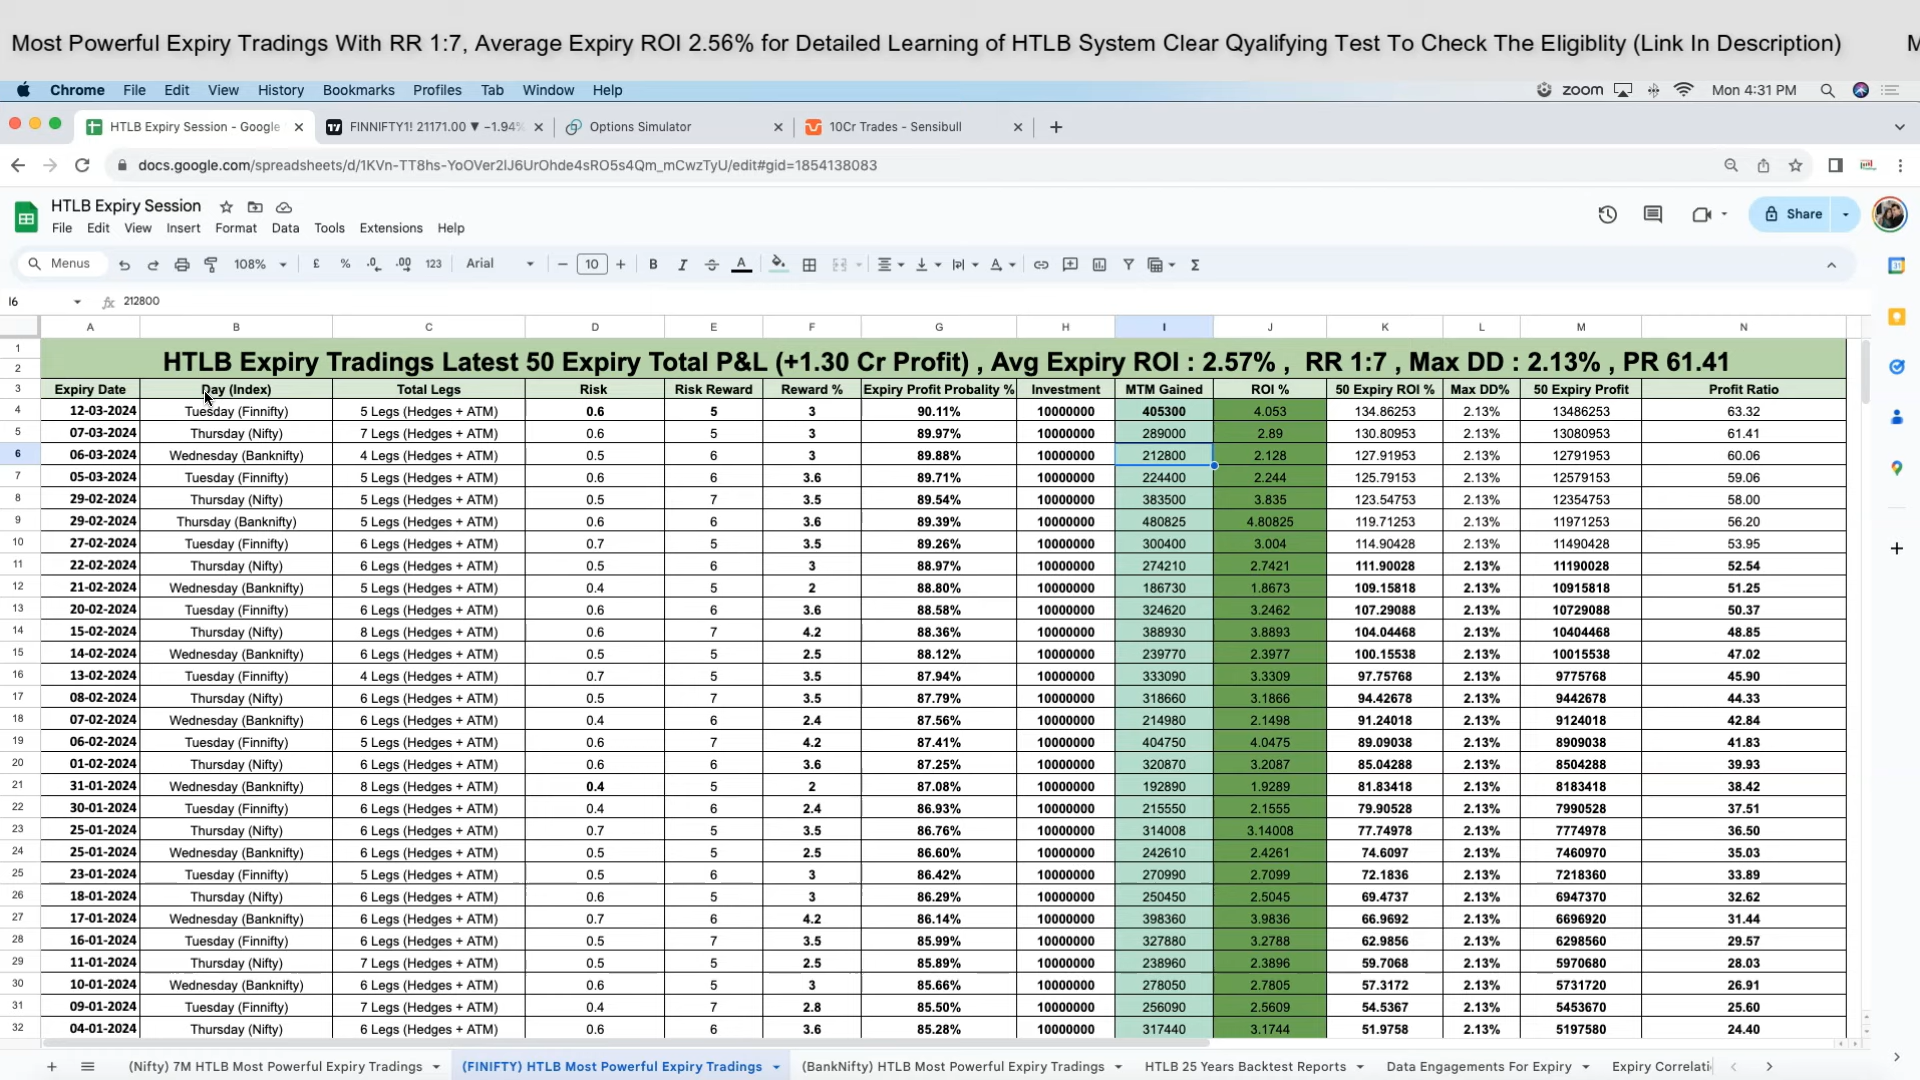 Most Powerful Expiry Tradings With RR 1:7, Average Expiry ROI 2.56% for Detailed Learning of HTLB System Clear Qyalifying Test To Check The Eligiblity (Link In Description) M
Chrome File Edit View History Bookmarks Profiles Tab Window Help zoom Mon 4:31 PM
HTLB Expiry Session - Google FINNIFTY1! 21171.00 ▼ −1.94% Options Simulator 10Cr Trades - Sensibull
docs.google.com/spreadsheets/d/1KVn-TT8hs-YoOVer2IJ6UrOhde4sRO5s4Qm_mCwzTyU/edit#gid=1854138083
HTLB Expiry Session Share
File Edit View Insert Format Data Tools Extensions Help
Menus 108% £ % .0 .00 123 Arial 10 B I A Σ
I6 fx 212800
A B C D E F G H I J K L M N
1 HTLB Expiry Tradings Latest 50 Expiry Total P&L (+1.30 Cr Profit) , Avg Expiry ROI : 2.57% , RR 1:7 , Max DD : 2.13% , PR 61.41
2
3 Expiry Date Day (Index) Total Legs Risk Risk Reward Reward % Expiry Profit Probality % Investment MTM Gained ROI % 50 Expiry ROI % Max DD% 50 Expiry Profit Profit Ratio
4 12-03-2024 Tuesday (Finnifty) 5 Legs (Hedges + ATM) 0.6 5 3 90.11% 10000000 405300 4.053 134.86253 2.13% 13486253 63.32
5 07-03-2024 Thursday (Nifty) 7 Legs (Hedges + ATM) 0.6 5 3 89.97% 10000000 289000 2.89 130.80953 2.13% 13080953 61.41
6 06-03-2024 Wednesday (Banknifty) 4 Legs (Hedges + ATM) 0.5 6 3 89.88% 10000000 212800 2.128 127.91953 2.13% 12791953 60.06
7 05-03-2024 Tuesday (Finnifty) 5 Legs (Hedges + ATM) 0.6 6 3.6 89.71% 10000000 224400 2.244 125.79153 2.13% 12579153 59.06
8 29-02-2024 Thursday (Nifty) 5 Legs (Hedges + ATM) 0.5 7 3.5 89.54% 10000000 383500 3.835 123.54753 2.13% 12354753 58.00
9 29-02-2024 Thursday (Banknifty) 5 Legs (Hedges + ATM) 0.6 6 3.6 89.39% 10000000 480825 4.80825 119.71253 2.13% 11971253 56.20
10 27-02-2024 Tuesday (Finnifty) 6 Legs (Hedges + ATM) 0.7 5 3.5 89.26% 10000000 300400 3.004 114.90428 2.13% 11490428 53.95
11 22-02-2024 Thursday (Nifty) 6 Legs (Hedges + ATM) 0.5 6 3 88.97% 10000000 274210 2.7421 111.90028 2.13% 11190028 52.54
12 21-02-2024 Wednesday (Banknifty) 5 Legs (Hedges + ATM) 0.4 5 2 88.80% 10000000 186730 1.8673 109.15818 2.13% 10915818 51.25
13 20-02-2024 Tuesday (Finnifty) 6 Legs (Hedges + ATM) 0.6 6 3.6 88.58% 10000000 324620 3.2462 107.29088 2.13% 10729088 50.37
14 15-02-2024 Thursday (Nifty) 8 Legs (Hedges + ATM) 0.6 7 4.2 88.36% 10000000 388930 3.8893 104.04468 2.13% 10404468 48.85
15 14-02-2024 Wednesday (Banknifty) 6 Legs (Hedges + ATM) 0.5 5 2.5 88.12% 10000000 239770 2.3977 100.15538 2.13% 10015538 47.02
16 13-02-2024 Tuesday (Finnifty) 4 Legs (Hedges + ATM) 0.7 5 3.5 87.94% 10000000 333090 3.3309 97.75768 2.13% 9775768 45.90
17 08-02-2024 Thursday (Nifty) 6 Legs (Hedges + ATM) 0.5 7 3.5 87.79% 10000000 318660 3.1866 94.42678 2.13% 9442678 44.33
18 07-02-2024 Wednesday (Banknifty) 6 Legs (Hedges + ATM) 0.4 6 2.4 87.56% 10000000 214980 2.1498 91.24018 2.13% 9124018 42.84
19 06-02-2024 Tuesday (Finnifty) 5 Legs (Hedges + ATM) 0.6 7 4.2 87.41% 10000000 404750 4.0475 89.09038 2.13% 8909038 41.83
20 01-02-2024 Thursday (Nifty) 6 Legs (Hedges + ATM) 0.6 6 3.6 87.25% 10000000 320870 3.2087 85.04288 2.13% 8504288 39.93
21 31-01-2024 Wednesday (Banknifty) 8 Legs (Hedges + ATM) 0.4 5 2 87.08% 10000000 192890 1.9289 81.83418 2.13% 8183418 38.42
22 30-01-2024 Tuesday (Finnifty) 6 Legs (Hedges + ATM) 0.4 6 2.4 86.93% 10000000 215550 2.1555 79.90528 2.13% 7990528 37.51
23 25-01-2024 Thursday (Nifty) 6 Legs (Hedges + ATM) 0.7 5 3.5 86.76% 10000000 314008 3.14008 77.74978 2.13% 7774978 36.50
24 25-01-2024 Wednesday (Banknifty) 6 Legs (Hedges + ATM) 0.5 5 2.5 86.60% 10000000 242610 2.4261 74.6097 2.13% 7460970 35.03
25 23-01-2024 Tuesday (Finnifty) 5 Legs (Hedges + ATM) 0.5 6 3 86.42% 10000000 270990 2.7099 72.1836 2.13% 7218360 33.89
26 18-01-2024 Thursday (Nifty) 6 Legs (Hedges + ATM) 0.6 5 3 86.29% 10000000 250450 2.5045 69.4737 2.13% 6947370 32.62
27 17-01-2024 Wednesday (Banknifty) 6 Legs (Hedges + ATM) 0.7 6 4.2 86.14% 10000000 398360 3.9836 66.9692 2.13% 6696920 31.44
28 16-01-2024 Tuesday (Finnifty) 6 Legs (Hedges + ATM) 0.5 7 3.5 85.99% 10000000 327880 3.2788 62.9856 2.13% 6298560 29.57
29 11-01-2024 Thursday (Nifty) 7 Legs (Hedges + ATM) 0.5 5 2.5 85.89% 10000000 238960 2.3896 59.7068 2.13% 5970680 28.03
30 10-01-2024 Wednesday (Banknifty) 6 Legs (Hedges + ATM) 0.6 5 3 85.66% 10000000 278050 2.7805 57.3172 2.13% 5731720 26.91
31 09-01-2024 Tuesday (Finnifty) 7 Legs (Hedges + ATM) 0.4 7 2.8 85.50% 10000000 256090 2.5609 54.5367 2.13% 5453670 25.60
32 04-01-2024 Thursday (Nifty) 6 Legs (Hedges + ATM) 0.6 6 3.6 85.28% 10000000 317440 3.1744 51.9758 2.13% 5197580 24.40
(Nifty) 7M HTLB Most Powerful Expiry Tradings (FINIFTY) HTLB Most Powerful Expiry Tradings (BankNifty) HTLB Most Powerful Expiry Tradings HTLB 25 Years Backtest Reports Data Engagements For Expiry Expiry Correlati